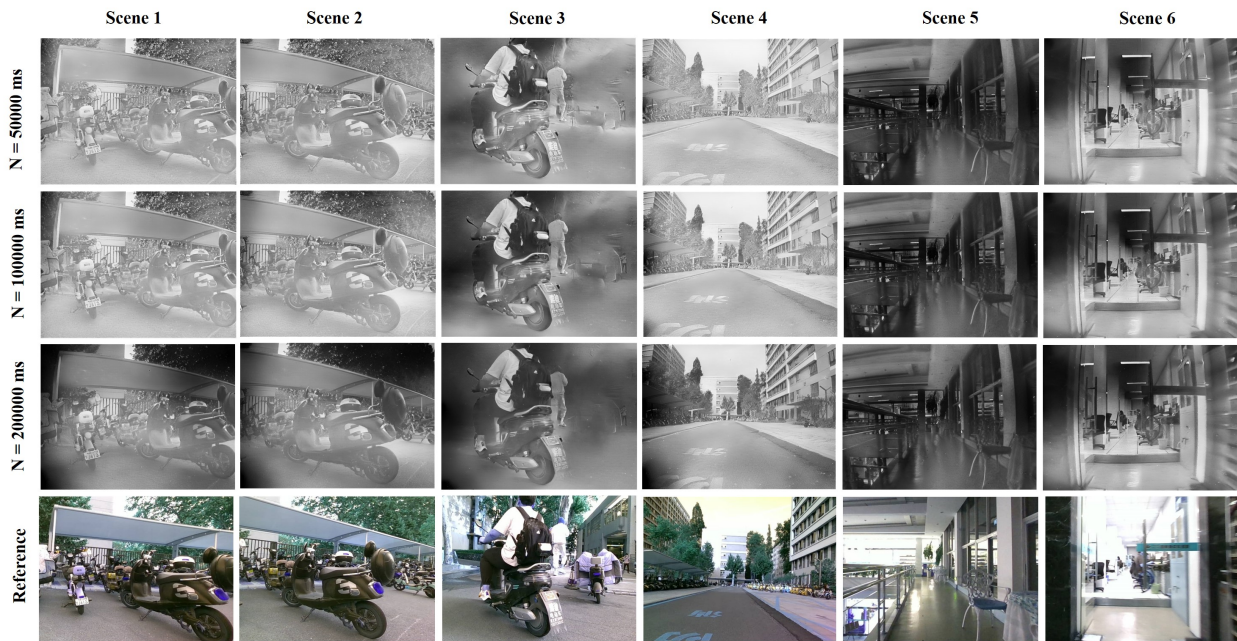 Scene 1
Scene 2
Scene 3
Scene 4
Scene 5
Scene 6
N = 50000 ms
N = 100000 ms
N = 200000 ms
Reference